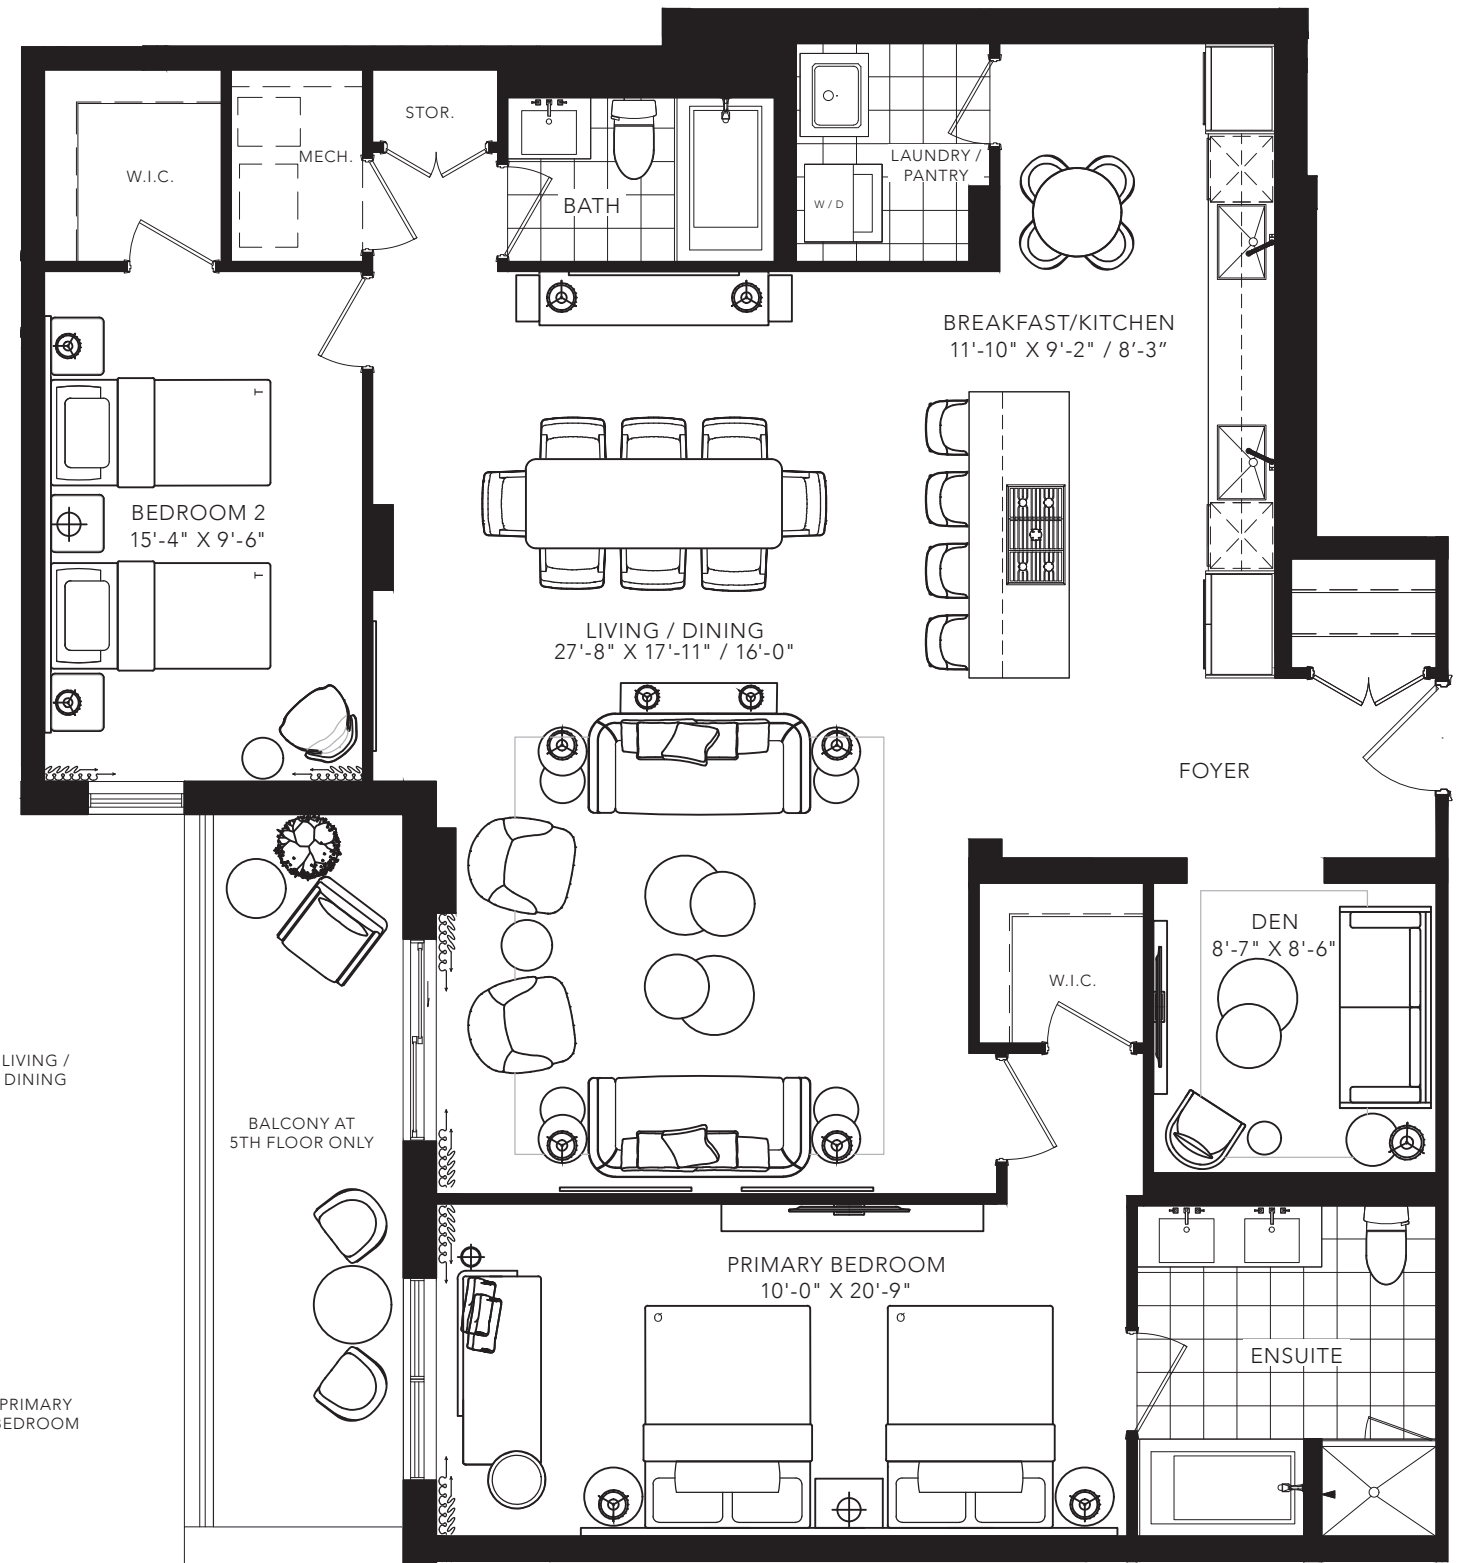 STOR.
MECH.
W.I.C.
LAUNDRY /
PANTRY
W / D
BATH
BREAKFAST/KITCHEN
11'-10" X 9'-2" / 8’-3”
BEDROOM 2
15'-4" X 9'-6"
LIVING / DINING
27'-8" X 17'-11" / 16'-0"
FOYER
DEN
8'-7" X 8'-6"
W.I.C.
LIVING /
DINING
BALCONY AT
5TH FLOOR ONLY
PRIMARY BEDROOM
10'-0" X 20'-9"
ENSUITE
PRIMARY
BEDROOM